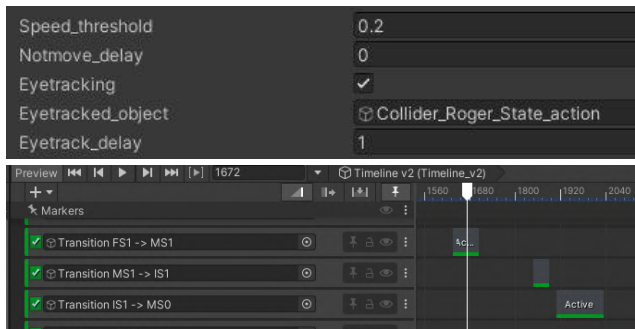 Speed_threshold 0.2
Notmove_delay 0
Eyetracking
Eyetracked_object Collider_Roger_State_action
Eyetrack_delay 1
Preview 1672 Timeline v2 (Timeline_v2)
1560 1680 1800 1920 2040
Markers
Transition FS1 -> MS1 Ac...
Transition MS1 -> IS1
Transition IS1 -> MS0 Active